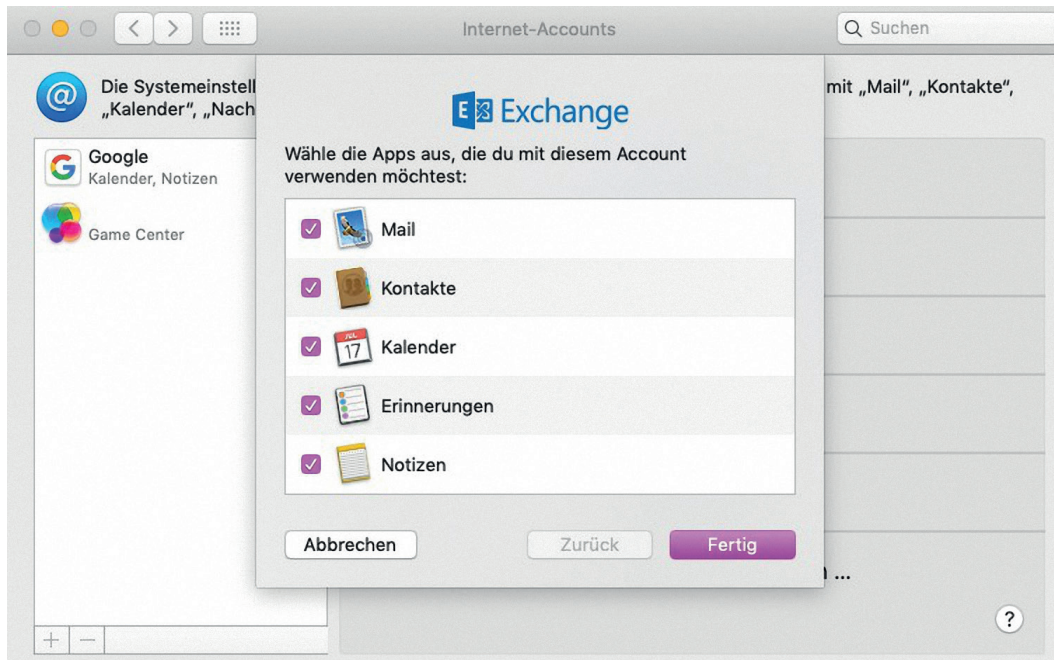 Internet-Accounts
Suchen
Die Systemeinstell
„Kalender“, „Nach
mit „Mail“, „Kontakte“,
Google
Kalender, Notizen
Game Center
Exchange
Wähle die Apps aus, die du mit diesem Account
verwenden möchtest:
Mail
Kontakte
JUL
17
Kalender
Erinnerungen
Notizen
Abbrechen
Zurück
Fertig
...
?